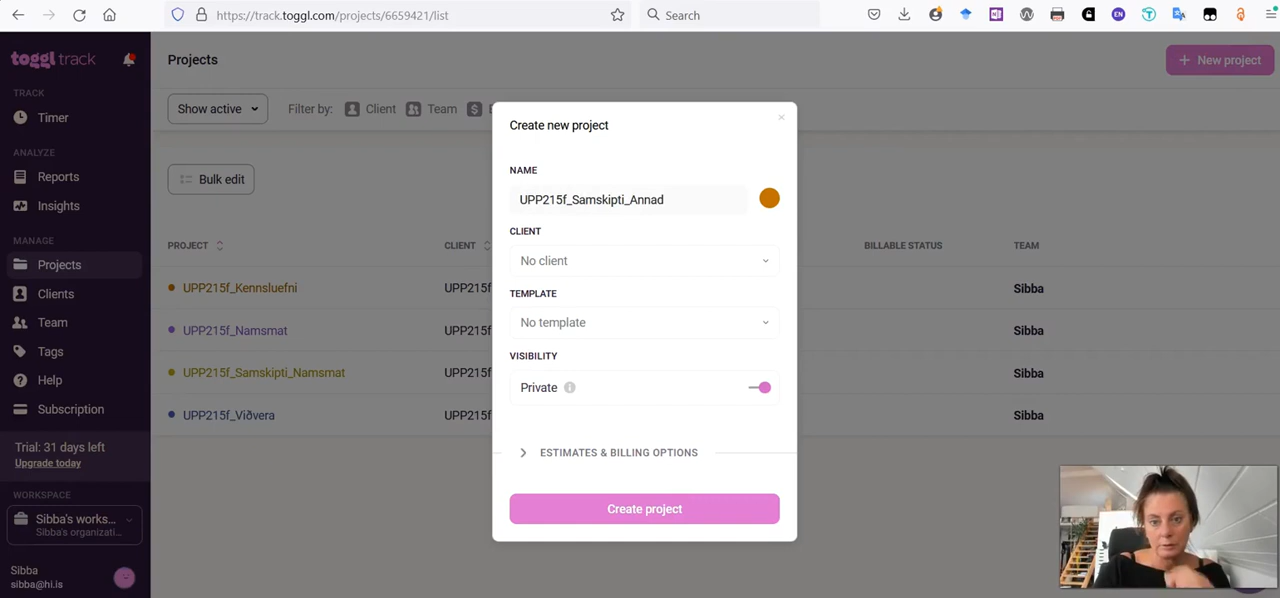 https://track.toggl.com/projects/6659421/list
Search
EN
toggl track
Projects
+ New project
TRACK
Show active
Filter by:
Client
Team
$
Timer
Create new project
ANALYZE
NAME
Reports
Bulk edit
UPP215f_Samskipti_Annad
Insights
CLIENT
MANAGE
PROJECT
CLIENT
BILLABLE STATUS
TEAM
Projects
No client
Clients
UPP215f_Kennsluefni
UPP215f
Sibba
TEMPLATE
Team
No template
UPP215f_Namsmat
UPP215f
Sibba
Tags
VISIBILITY
UPP215f_Samskipti_Namsmat
UPP215f
Sibba
Help
Private
Subscription
UPP215f_Viðvera
UPP215f
Sibba
Trial: 31 days left
ESTIMATES & BILLING OPTIONS
Upgrade today
WORKSPACE
Create project
Sibba's works...
Sibba's organizati...
Sibba
sibba@hi.is